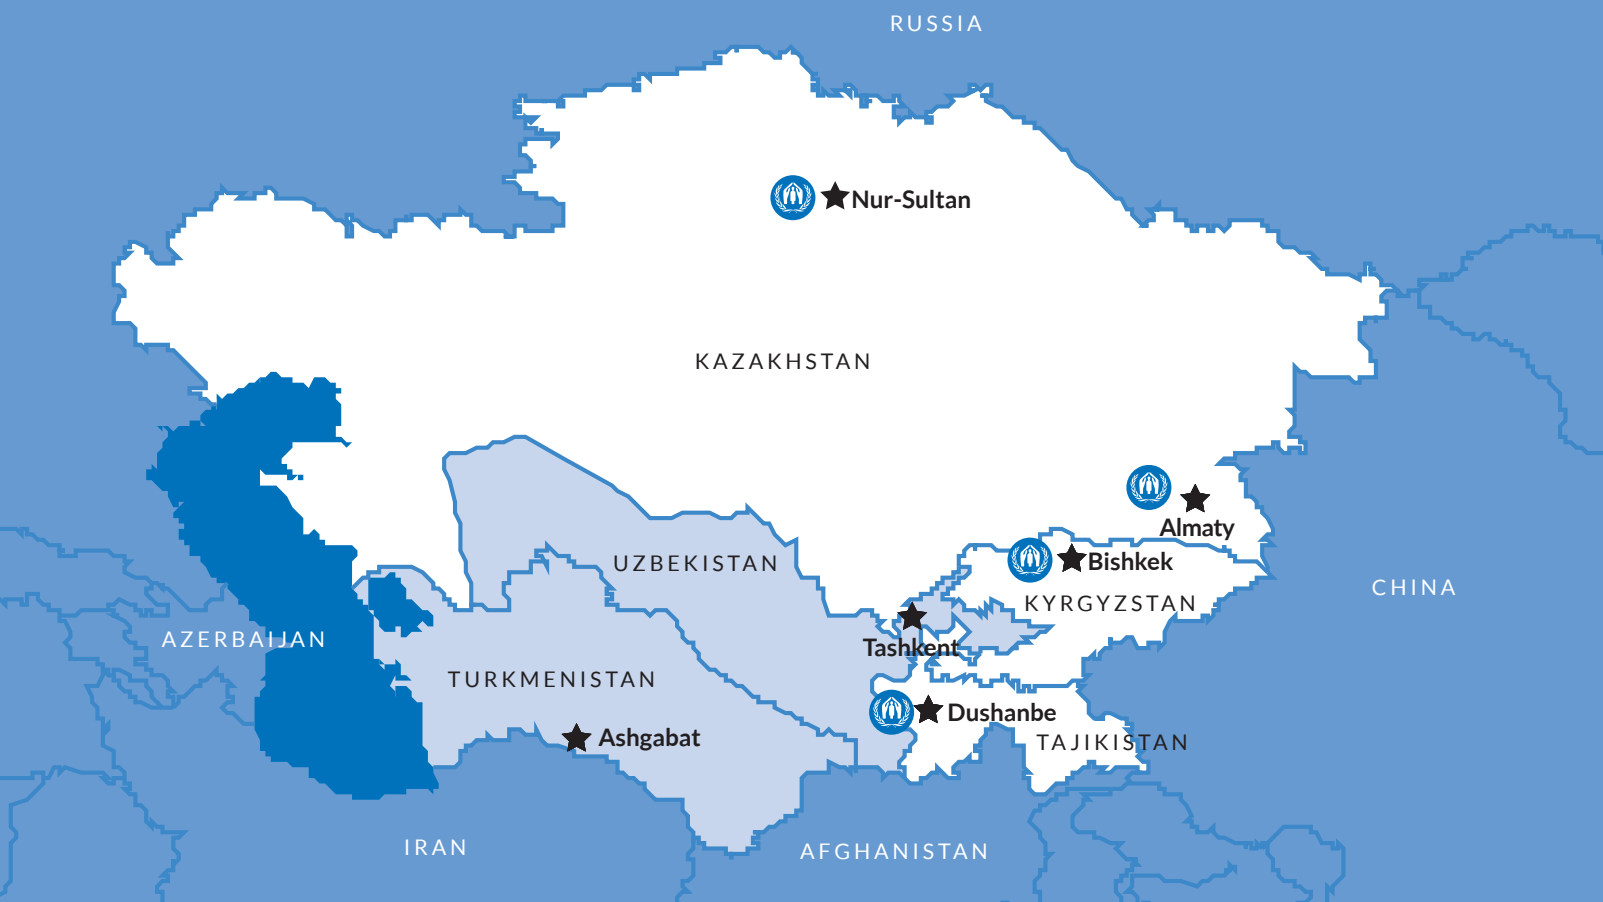 RUSSIA
Nur-Sultan
KAZAKHSTAN
Almaty
UZBEKISTAN
Bishkek
CHINA
KYRGYZSTAN
AZERBAIJAN
Tashkent
TURKMENISTAN
Dushanbe
Ashgabat
TAJIKISTAN
IRAN
AFGHANISTAN